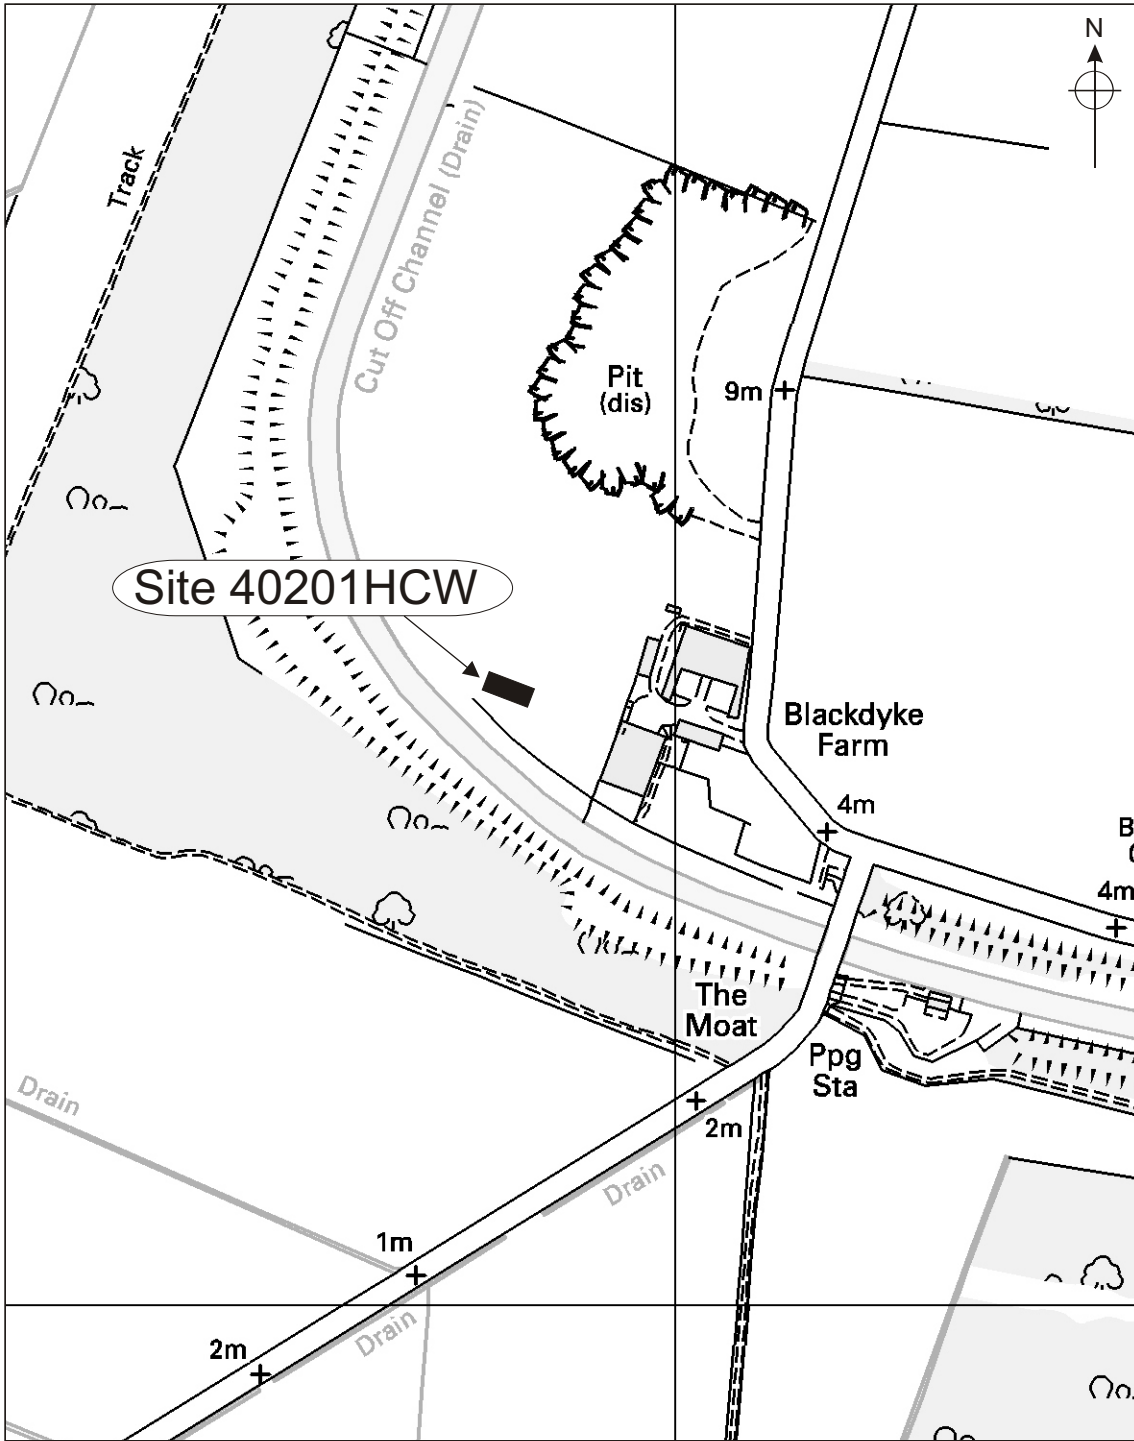 N
Track
Cut Off Channel (Drain)
Pit
(dis)
9m
Site 40201HCW
Blackdyke
Farm
4m
B
4m
The
Moat
Ppg
Sta
Drain
2m
Drain
1m
Drain
2m